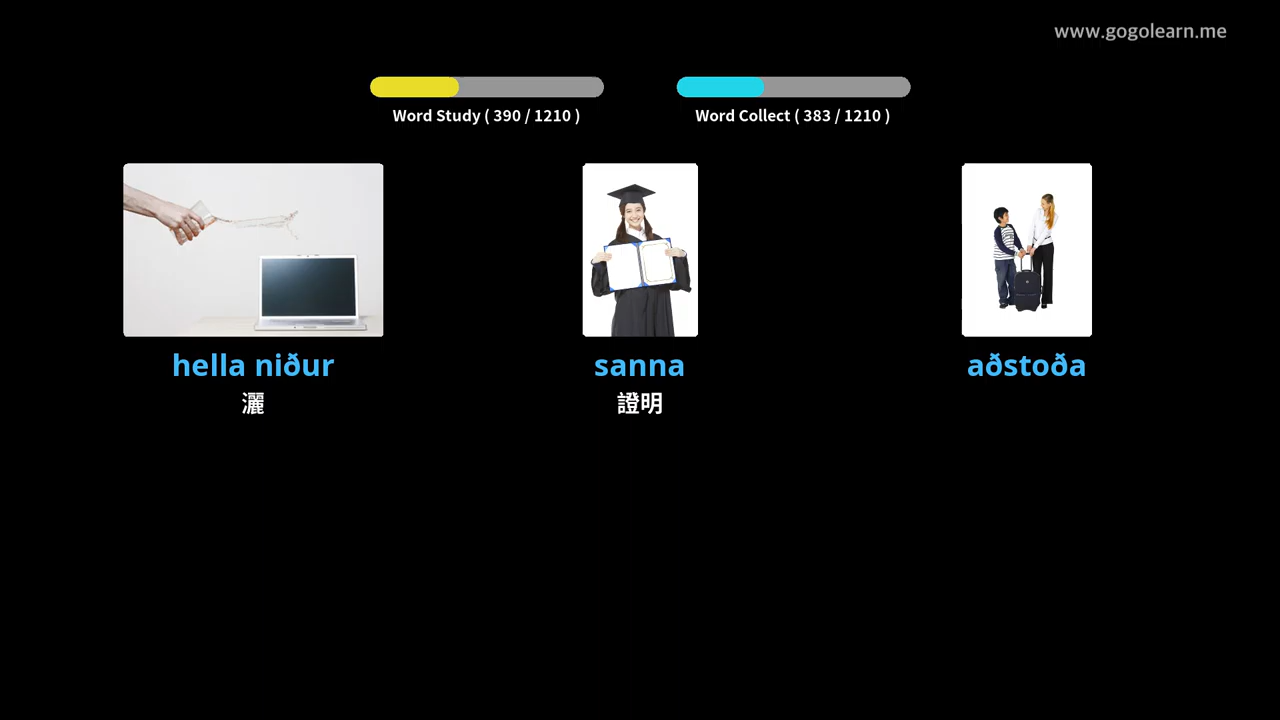 www.gogolearn.me
Word Study ( 390 / 1210 )
Word Collect ( 383 / 1210 )
hella niður
sanna
aðstoða
灑
證明